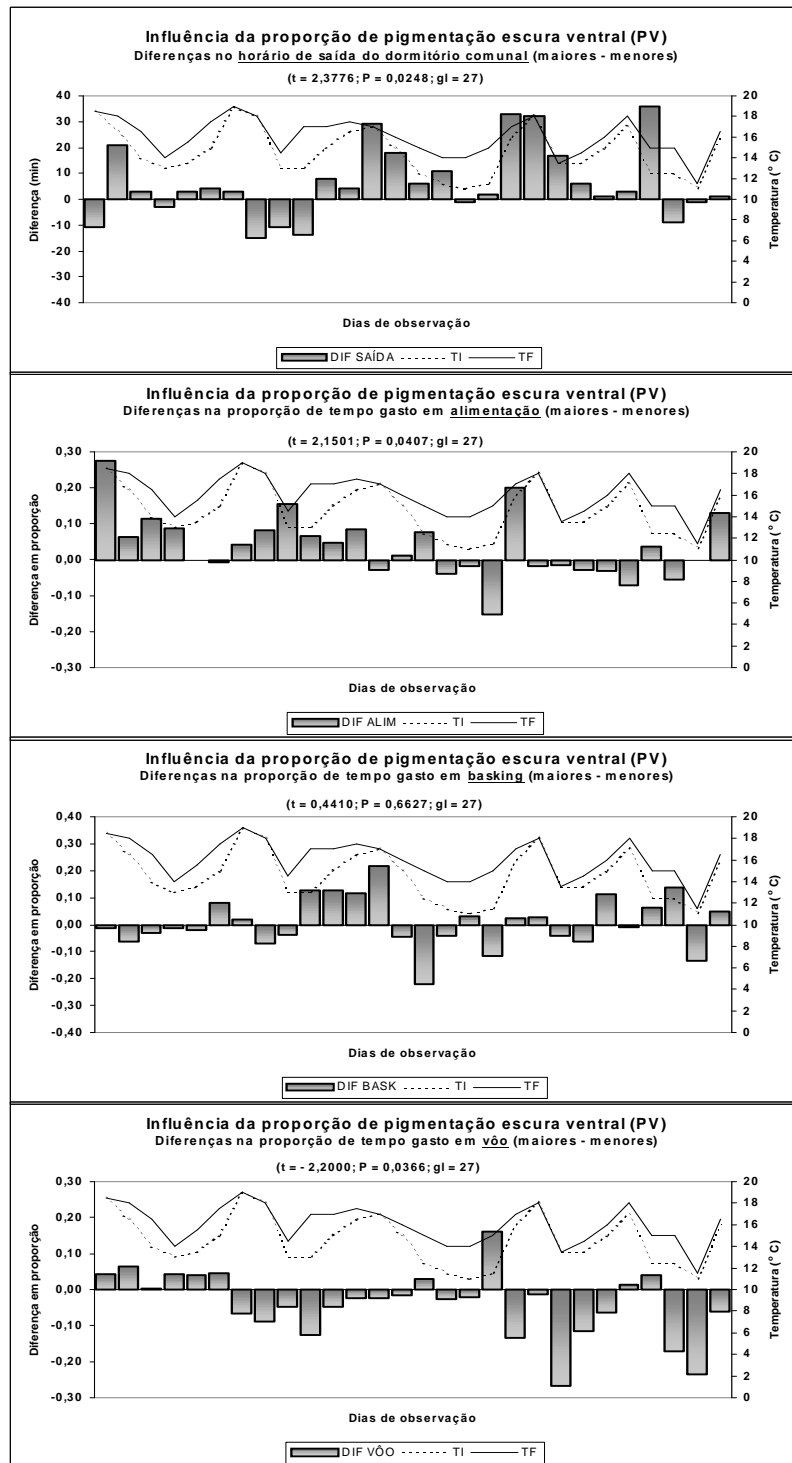 Influência da proporção de pigmentação escura ventral (PV)
Diferenças no horário de saída do dormitório comunal (maiores - menores)
(t = 2,3776; P = 0,0248; gl = 27)
Diferença (min)
40
30
20
10
0
-10
-20
-30
-40
20
18
16
14
12
10
8
6
4
2
0
Temperatura (° C)
Dias de observação
DIF SAÍDA TI TF
Influência da proporção de pigmentação escura ventral (PV)
Diferenças na proporção de tempo gasto em alimentação (maiores - menores)
(t = 2,1501; P = 0,0407; gl = 27)
Diferença em proporção
0,30
0,20
0,10
0,00
-0,10
-0,20
-0,30
20
18
16
14
12
10
8
6
4
2
0
Temperatura (° C)
Dias de observação
DIF ALIM TI TF
Influência da proporção de pigmentação escura ventral (PV)
Diferenças na proporção de tempo gasto em basking (maiores - menores)
(t = 0,4410; P = 0,6627; gl = 27)
Diferença em proporção
0,40
0,30
0,20
0,10
0,00
-0,10
-0,20
-0,30
-0,40
20
18
16
14
12
10
8
6
4
2
0
Temperatura (° C)
Dias de observação
DIF BASK TI TF
Influência da proporção de pigmentação escura ventral (PV)
Diferenças na proporção de tempo gasto em vôo (maiores - menores)
(t = - 2,2000; P = 0,0366; gl = 27)
Diferença em proporção
0,30
0,20
0,10
0,00
-0,10
-0,20
-0,30
20
18
16
14
12
10
8
6
4
2
0
Temperatura (° C)
Dias de observação
DIF VÔO TI TF